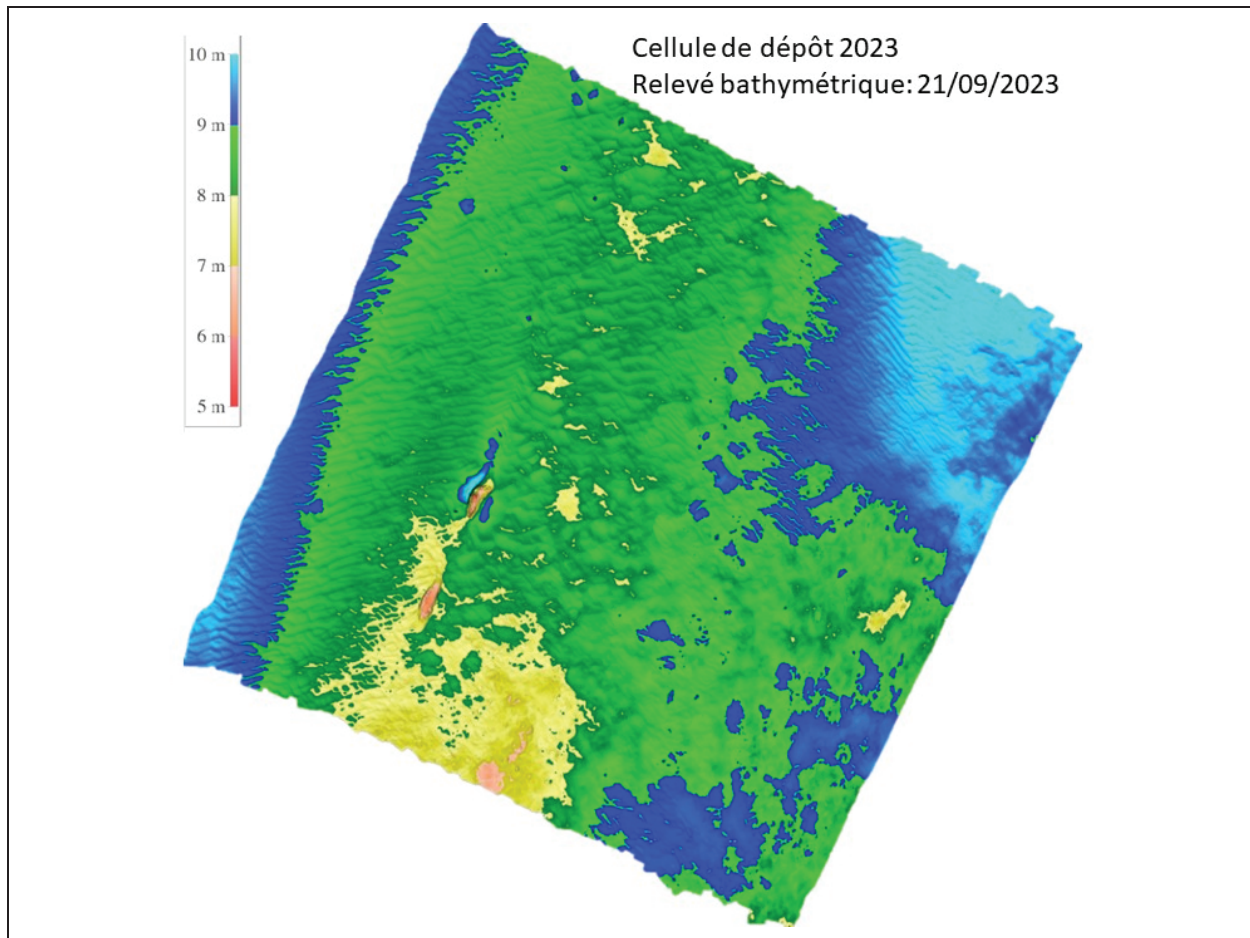 Cellule de dépôt 2023
Relevé bathymétrique: 21/09/2023
10 m
9 m
8 m
7 m
6 m
5 m